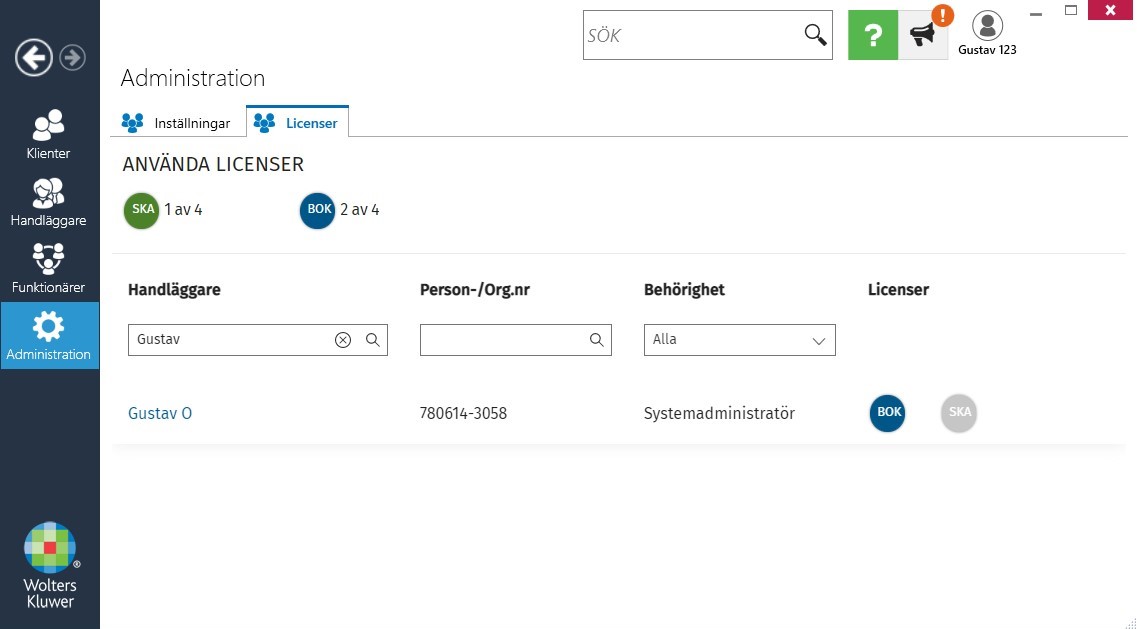 SÖK
?
!
Gustav 123
Klienter
Handläggare
Funktionärer
Administration
Wolters
Kluwer
®
Administration
Inställningar
Licenser
ANVÄNDA LICENSER
SKA 1 av 4
BOK 2 av 4
Handläggare Person-/Org.nr Behörighet Licenser
Gustav Alla
Gustav O 780614-3058 Systemadministratör BOK SKA